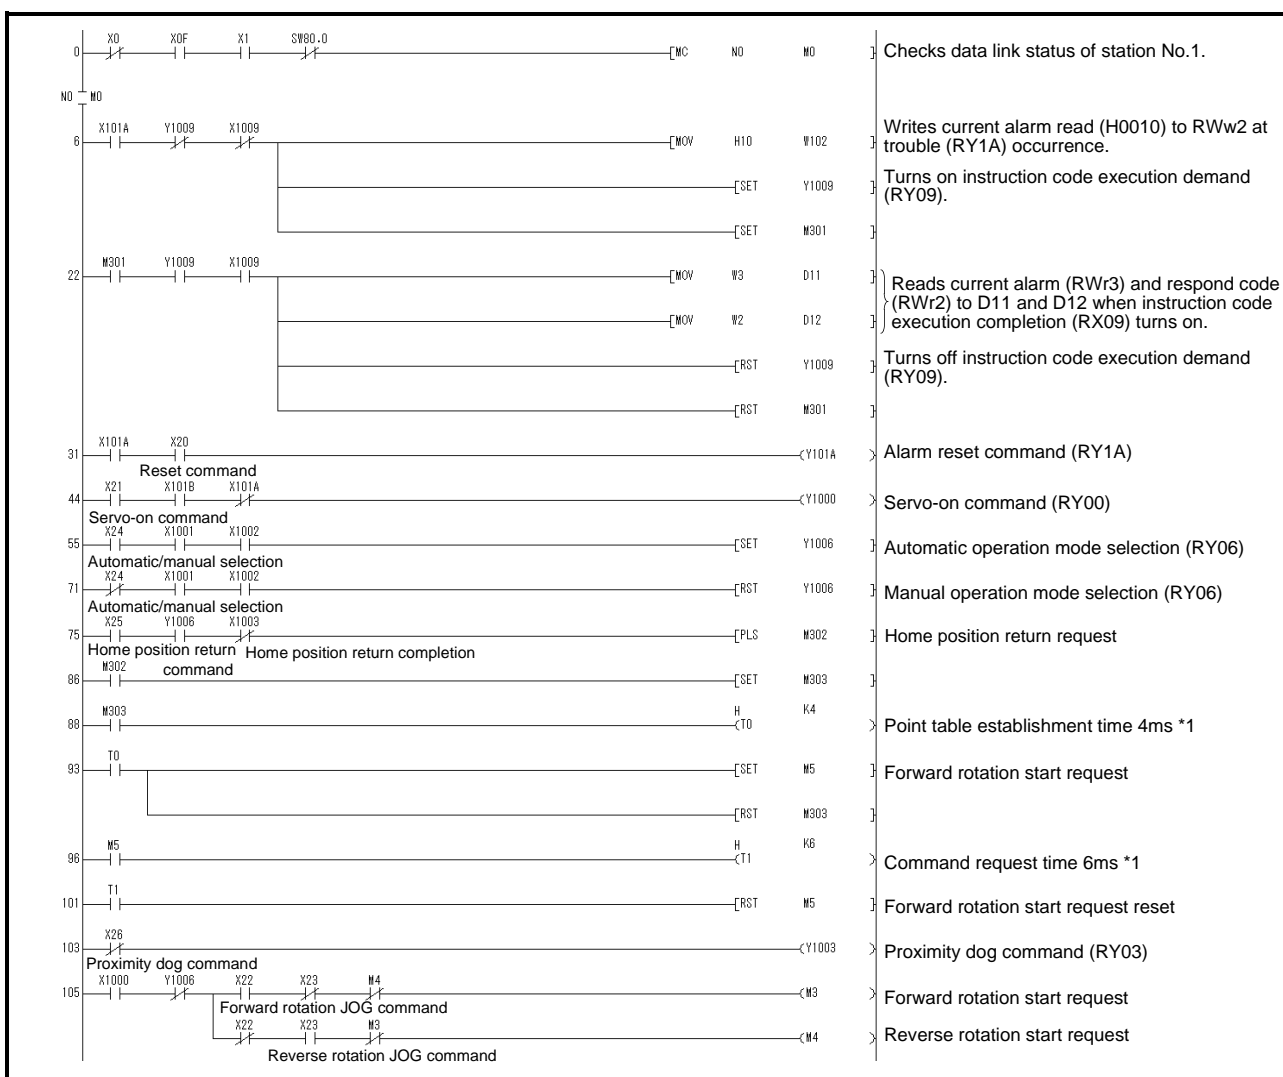 X0 X0F X1 SW80.0
0 [MC N0 M0 ] Checks data link status of station No.1.
N0 M0
X101A Y1009 X1009
6 [MOV H10 W102 ] Writes current alarm read (H0010) to RWw2 at
trouble (RY1A) occurrence.
[SET Y1009 ] Turns on instruction code execution demand
(RY09).
[SET M301 ]
M301 Y1009 X1009
22 [MOV W3 D11 ] Reads current alarm (RWr3) and respond code
[MOV W2 D12 ] (RWr2) to D11 and D12 when instruction code
execution completion (RX09) turns on.
[RST Y1009 ] Turns off instruction code execution demand
(RY09).
[RST M301 ]
X101A X20
31 (Y101A ) Alarm reset command (RY1A)
Reset command
X21 X101B X101A
44 (Y1000 ) Servo-on command (RY00)
Servo-on command
X24 X1001 X1002
55 [SET Y1006 ] Automatic operation mode selection (RY06)
Automatic/manual selection
X24 X1001 X1002
71 [RST Y1006 ] Manual operation mode selection (RY06)
Automatic/manual selection
X25 Y1006 X1003
75 [PLS M302 ] Home position return request
Home position return command Home position return completion
M302
86 [SET M303 ]
M303 H K4
88 (T0 ) Point table establishment time 4ms *1
T0
93 [SET M5 ] Forward rotation start request
[RST M303 ]
M5 H K6
96 (T1 ) Command request time 6ms *1
T1
101 [RST M5 ] Forward rotation start request reset
X26
103 (Y1003 ) Proximity dog command (RY03)
Proximity dog command
X1000 Y1006 X22 X23 M4
105 (M3 ) Forward rotation start request
Forward rotation JOG command
X22 X23 M3
(M4 ) Reverse rotation start request
Reverse rotation JOG command